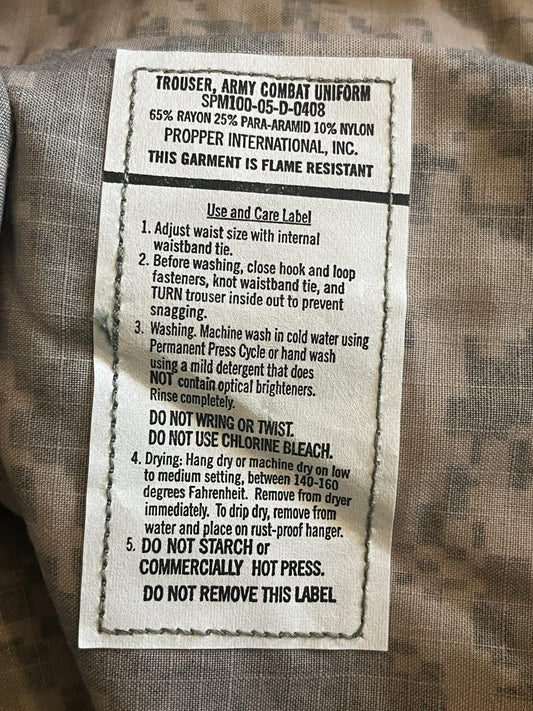 TROUSER, ARMY COMBAT UNIFORM
SPM100-05-D-0408
65% RAYON 25% PARA-ARAMID 10% NYLON
PROPPER INTERNATIONAL, INC.
THIS GARMENT IS FLAME RESISTANT
Use and Care Label
1. Adjust waist size with internal
waistband tie.
2. Before washing, close hook and loop
fasteners, knot waistband tie, and
TURN trouser inside out to prevent
snagging.
3. Washing. Machine wash in cold water using
Permanent Press Cycle or hand wash
using a mild detergent that does
NOT contain optical brighteners.
Rinse completely.
DO NOT WRING OR TWIST.
DO NOT USE CHLORINE BLEACH.
4. Drying: Hang dry or machine dry on low
to medium setting, between 140-160
degrees Fahrenheit. Remove from dryer
immediately. To drip dry, remove from
water and place on rust-proof hanger.
5. DO NOT STARCH or
COMMERCIALLY HOT PRESS.
DO NOT REMOVE THIS LABEL